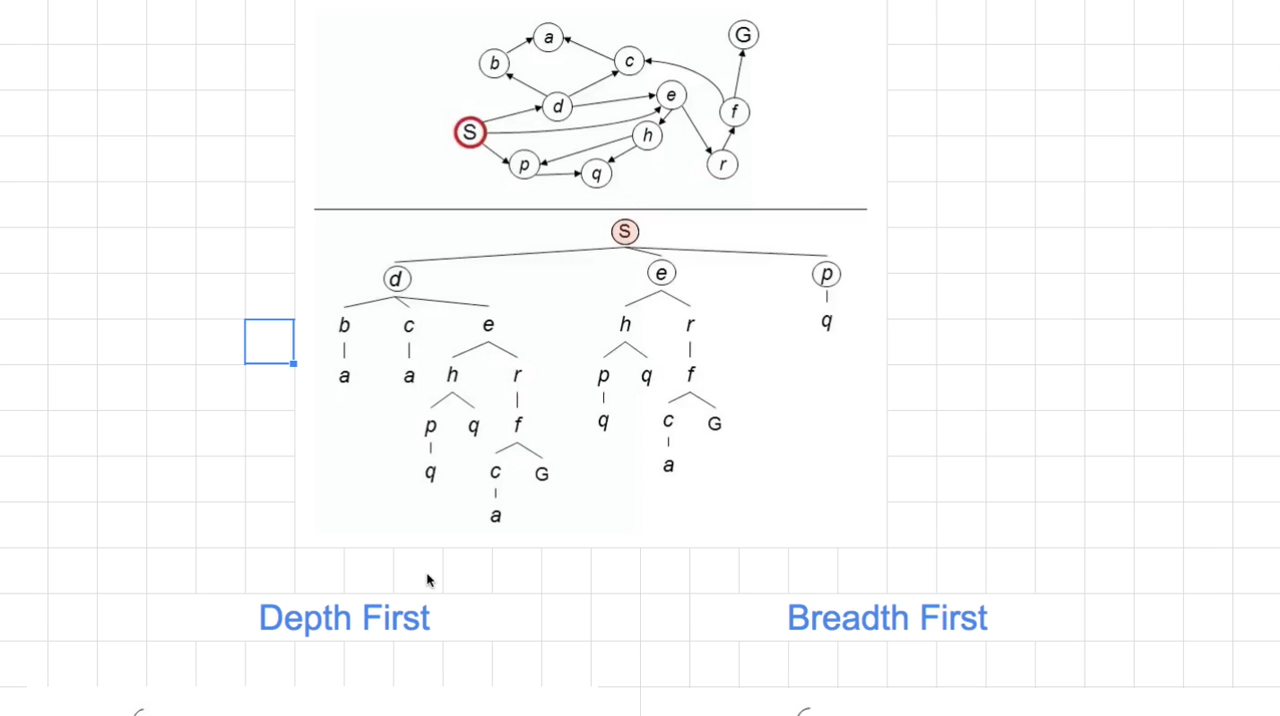 G
a
c
b
e
d
f
S
h
r
p
q
S
d e p
b c e h r q
a a h r p q f
p q f q c G
q c G a
a
Depth First Breadth First